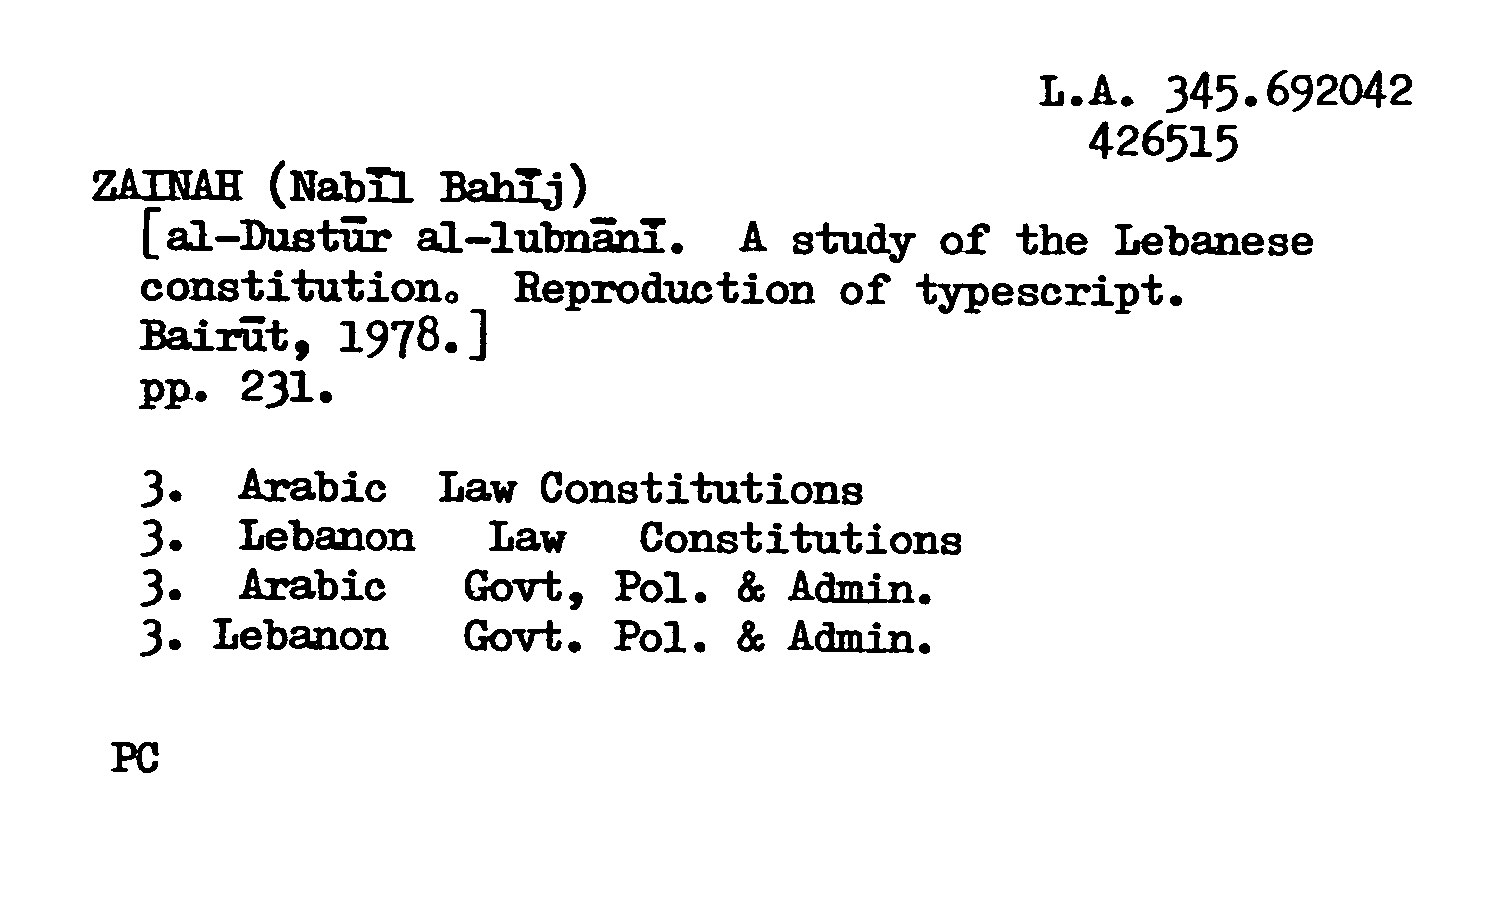 L.A. 345.692042
426515
ZAINAH (Nabīl Bahīj)
[al-Dustūr al-lubnānī. A study of the Lebanese
constitution. Reproduction of typescript.
Bairūt, 1978.]
pp. 231.
3. Arabic Law Constitutions
3. Lebanon Law Constitutions
3. Arabic Govt, Pol. & Admin.
3. Lebanon Govt. Pol. & Admin.
PC